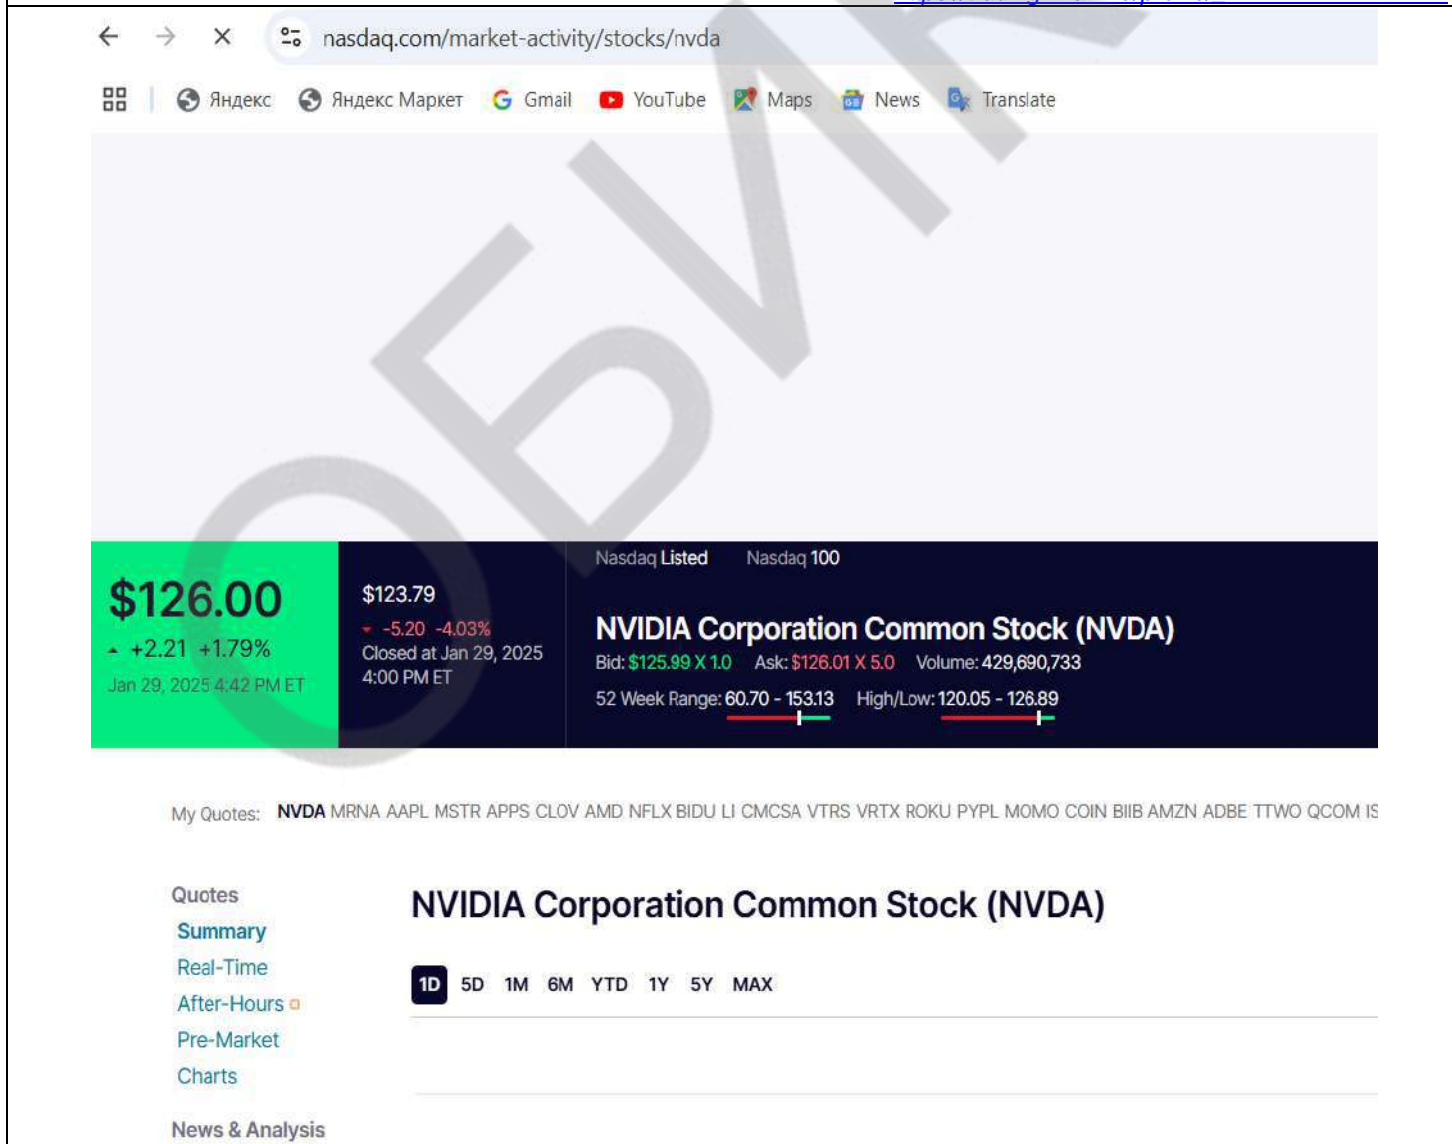 nasdaq.com/market-activity/stocks/nvda
Яндекс Яндекс Маркет Gmail YouTube Maps News Translate
ОБИ
Nasdaq Listed Nasdaq 100
$126.00
+2.21 +1.79%
Jan 29, 2025 4:42 PM ET
$123.79
-5.20 -4.03%
Closed at Jan 29, 2025
4:00 PM ET
NVIDIA Corporation Common Stock (NVDA)
Bid: $125.99 X 1.0 Ask: $126.01 X 5.0 Volume: 429,690,733
52 Week Range: 60.70 - 153.13 High/Low: 120.05 - 126.89
My Quotes: NVDA MRNA AAPL MSTR APPS CLOV AMD NFLX BIDU LI CMCSA VTRS VRTX ROKU PYPL MOMO COIN BIIB AMZN ADBE TTWO QCOM IS
Quotes
Summary
Real-Time
After-Hours
Pre-Market
Charts
News & Analysis
NVIDIA Corporation Common Stock (NVDA)
1D 5D 1M 6M YTD 1Y 5Y MAX